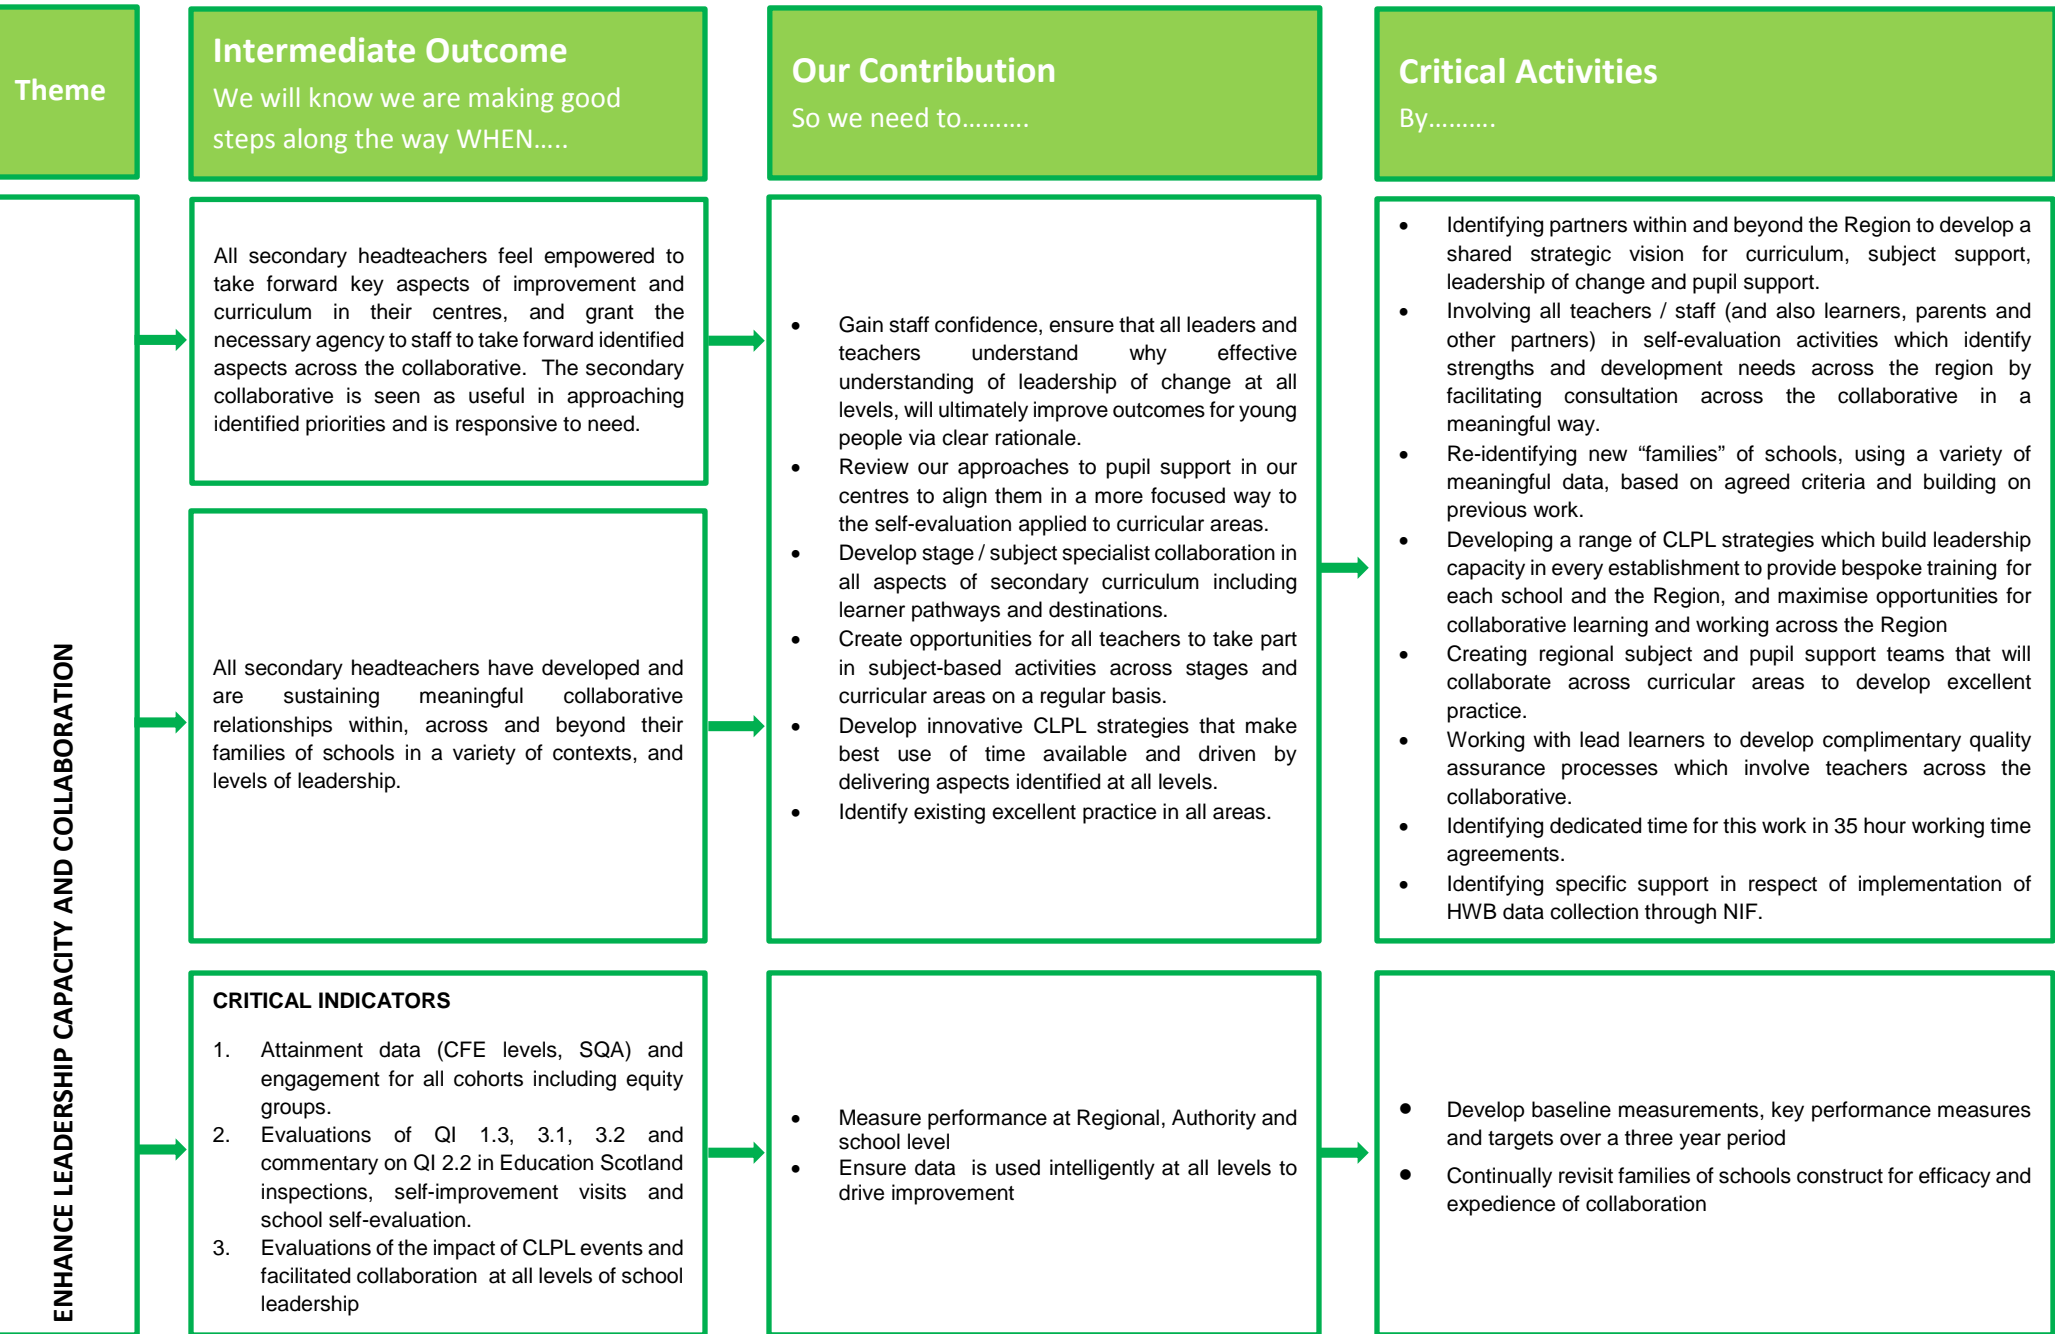 Theme
Intermediate Outcome
We will know we are making good
steps along the way WHEN.....
Our Contribution
So we need to..........
Critical Activities
By..........
ENHANCE LEADERSHIP CAPACITY AND COLLABORATION
All secondary headteachers feel empowered to
take forward key aspects of improvement and
curriculum in their centres, and grant the
necessary agency to staff to take forward identified
aspects across the collaborative. The secondary
collaborative is seen as useful in approaching
identified priorities and is responsive to need.
All secondary headteachers have developed and
are sustaining meaningful collaborative
relationships within, across and beyond their
families of schools in a variety of contexts, and
levels of leadership.
• Gain staff confidence, ensure that all leaders and
teachers understand why effective
understanding of leadership of change at all
levels, will ultimately improve outcomes for young
people via clear rationale.
• Review our approaches to pupil support in our
centres to align them in a more focused way to
the self-evaluation applied to curricular areas.
• Develop stage / subject specialist collaboration in
all aspects of secondary curriculum including
learner pathways and destinations.
• Create opportunities for all teachers to take part
in subject-based activities across stages and
curricular areas on a regular basis.
• Develop innovative CLPL strategies that make
best use of time available and driven by
delivering aspects identified at all levels.
• Identify existing excellent practice in all areas.
• Identifying partners within and beyond the Region to develop a
shared strategic vision for curriculum, subject support,
leadership of change and pupil support.
• Involving all teachers / staff (and also learners, parents and
other partners) in self-evaluation activities which identify
strengths and development needs across the region by
facilitating consultation across the collaborative in a
meaningful way.
• Re-identifying new “families” of schools, using a variety of
meaningful data, based on agreed criteria and building on
previous work.
• Developing a range of CLPL strategies which build leadership
capacity in every establishment to provide bespoke training for
each school and the Region, and maximise opportunities for
collaborative learning and working across the Region
• Creating regional subject and pupil support teams that will
collaborate across curricular areas to develop excellent
practice.
• Working with lead learners to develop complimentary quality
assurance processes which involve teachers across the
collaborative.
• Identifying dedicated time for this work in 35 hour working time
agreements.
• Identifying specific support in respect of implementation of
HWB data collection through NIF.
CRITICAL INDICATORS
1. Attainment data (CFE levels, SQA) and
engagement for all cohorts including equity
groups.
2. Evaluations of QI 1.3, 3.1, 3.2 and
commentary on QI 2.2 in Education Scotland
inspections, self-improvement visits and
school self-evaluation.
3. Evaluations of the impact of CLPL events and
facilitated collaboration at all levels of school
leadership
• Measure performance at Regional, Authority and
school level
• Ensure data is used intelligently at all levels to
drive improvement
• Develop baseline measurements, key performance measures
and targets over a three year period
• Continually revisit families of schools construct for efficacy and
expedience of collaboration